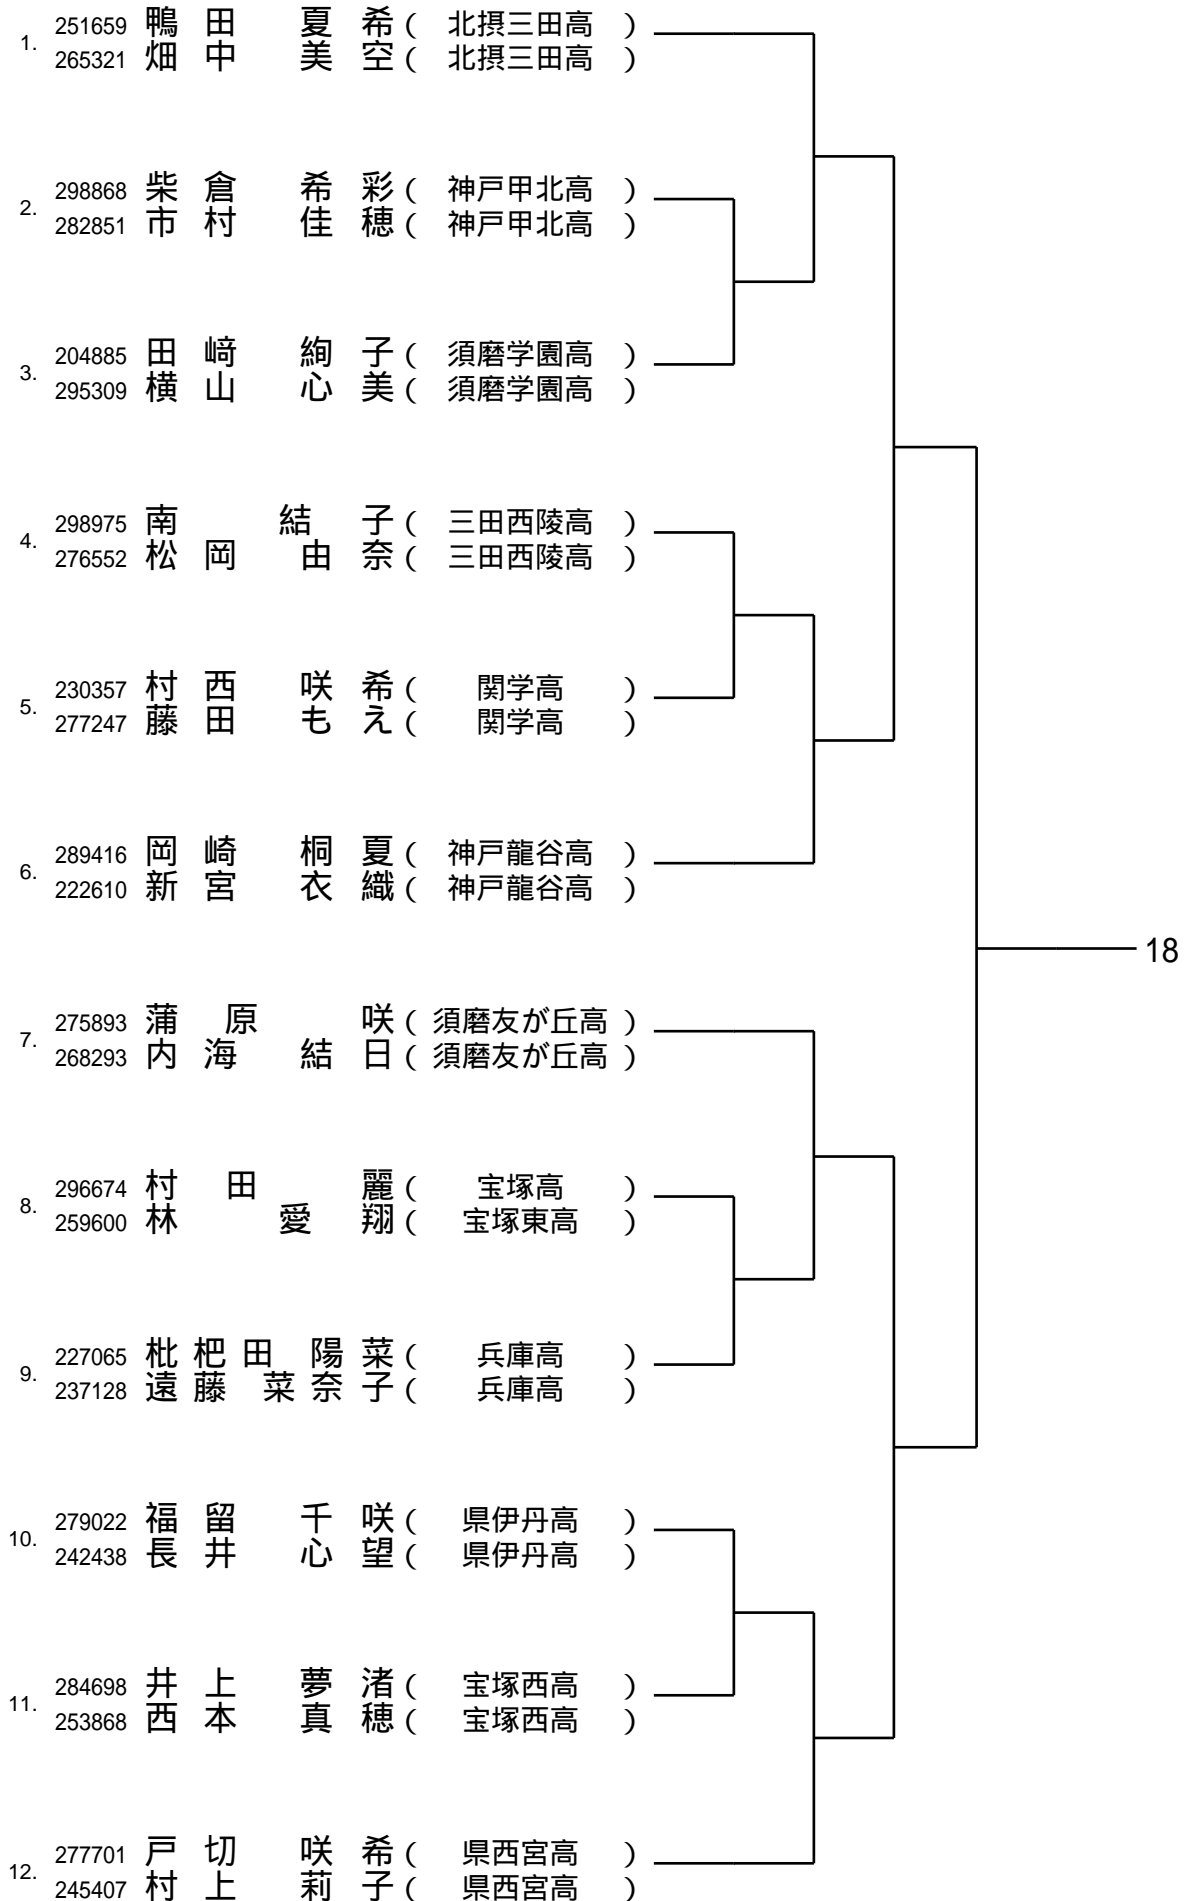 1. 251659 鴨田 夏希 ( 北摂三田高 )
265321 畑中 美空 ( 北摂三田高 )
2. 298868 柴倉 希彩 ( 神戸甲北高 )
282851 市村 佳穂 ( 神戸甲北高 )
3. 204885 田﨑 絢子 ( 須磨学園高 )
295309 横山 心美 ( 須磨学園高 )
4. 298975 南 結子 ( 三田西陵高 )
276552 松岡 由奈 ( 三田西陵高 )
5. 230357 村西 咲希 ( 関学高 )
277247 藤田 もえ ( 関学高 )
6. 289416 岡崎 桐夏 ( 神戸龍谷高 )
222610 新宮 衣織 ( 神戸龍谷高 )
18
7. 275893 蒲原 咲 ( 須磨友が丘高 )
268293 内海 結日 ( 須磨友が丘高 )
8. 296674 村田 麗 ( 宝塚高 )
259600 林 愛翔 ( 宝塚東高 )
9. 227065 枇杷田 陽菜 ( 兵庫高 )
237128 遠藤 菜奈子 ( 兵庫高 )
10. 279022 福留 千咲 ( 県伊丹高 )
242438 長井 心望 ( 県伊丹高 )
11. 284698 井上 夢渚 ( 宝塚西高 )
253868 西本 真穂 ( 宝塚西高 )
12. 277701 戸切 咲希 ( 県西宮高 )
245407 村上 莉子 ( 県西宮高 )